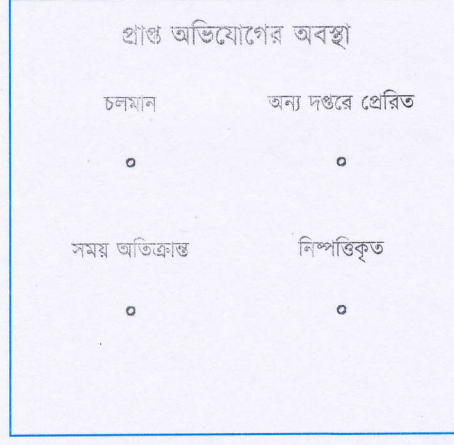 প্রাপ্ত অভিযোগের অবস্থা
চলমান অন্য দপ্তরে প্রেরিত
০ ০
সময় অতিক্রান্ত নিষ্পত্তিকৃত
০ ০